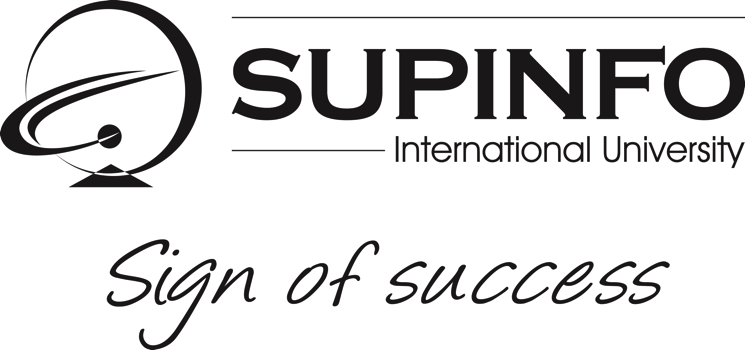 SUPINFO
International University
Sign of success